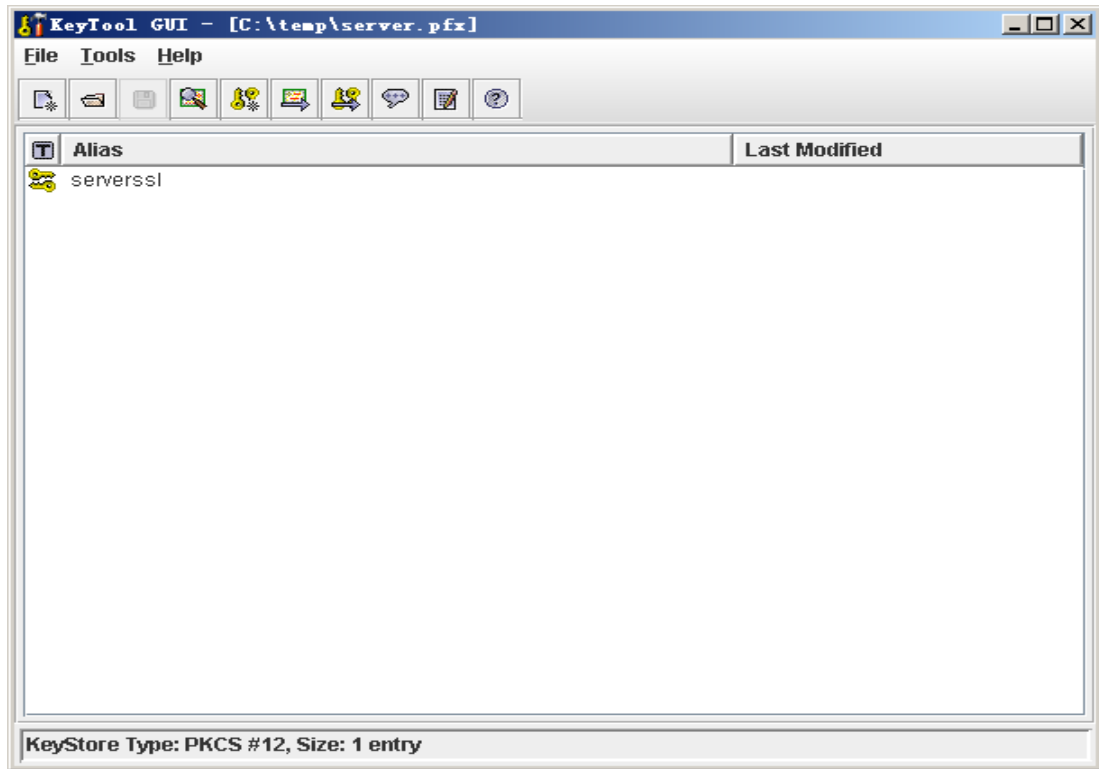 KeyTool GUI - [C:\temp\server.pfx]
File Tools Help
T Alias Last Modified
serverssl
KeyStore Type: PKCS #12, Size: 1 entry